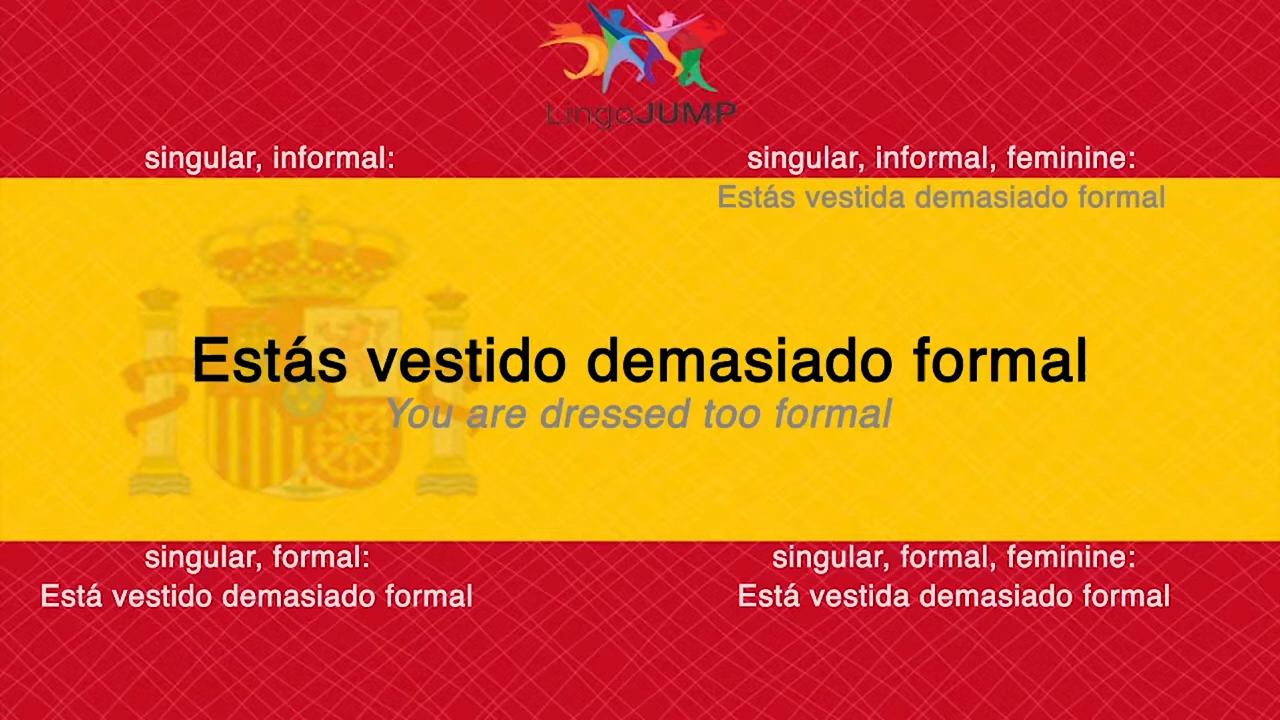 LingoJUMP
singular, informal:
singular, informal, feminine:
Estás vestida demasiado formal
Estás vestido demasiado formal
You are dressed too formal
singular, formal:
Está vestido demasiado formal
singular, formal, feminine:
Está vestida demasiado formal